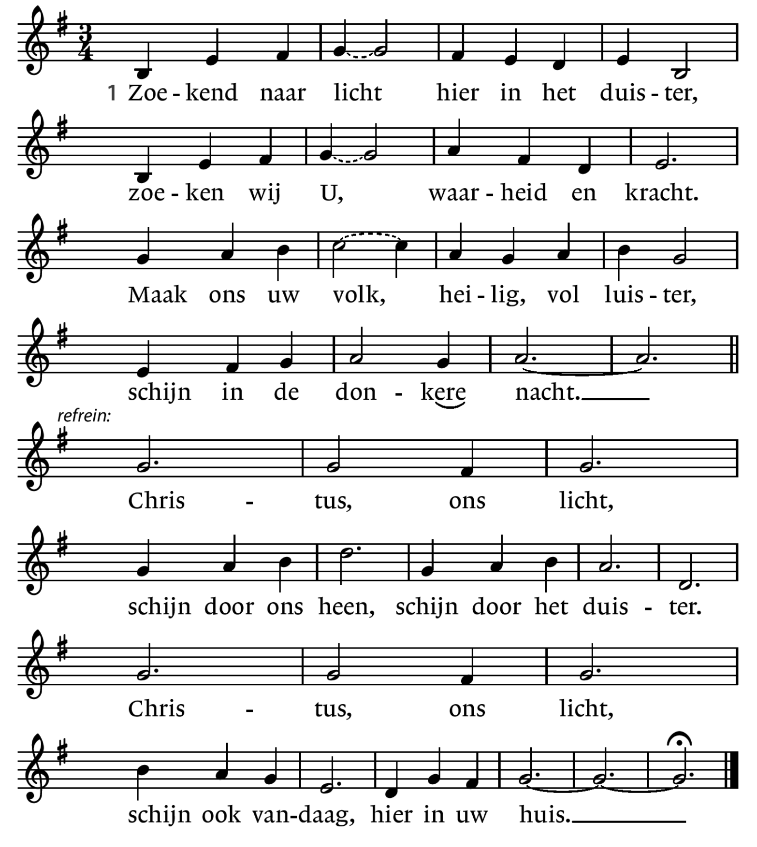 1 Zoe - kend naar licht hier in het duis - ter,
zoe - ken wij U, waar - heid en kracht.
Maak ons uw volk, hei - lig, vol luis - ter,
schijn in de don - kere nacht.
refrein:
Chris - tus, ons licht,
schijn door ons heen, schijn door het duis - ter.
Chris - tus, ons licht,
schijn ook van-daag, hier in uw huis.